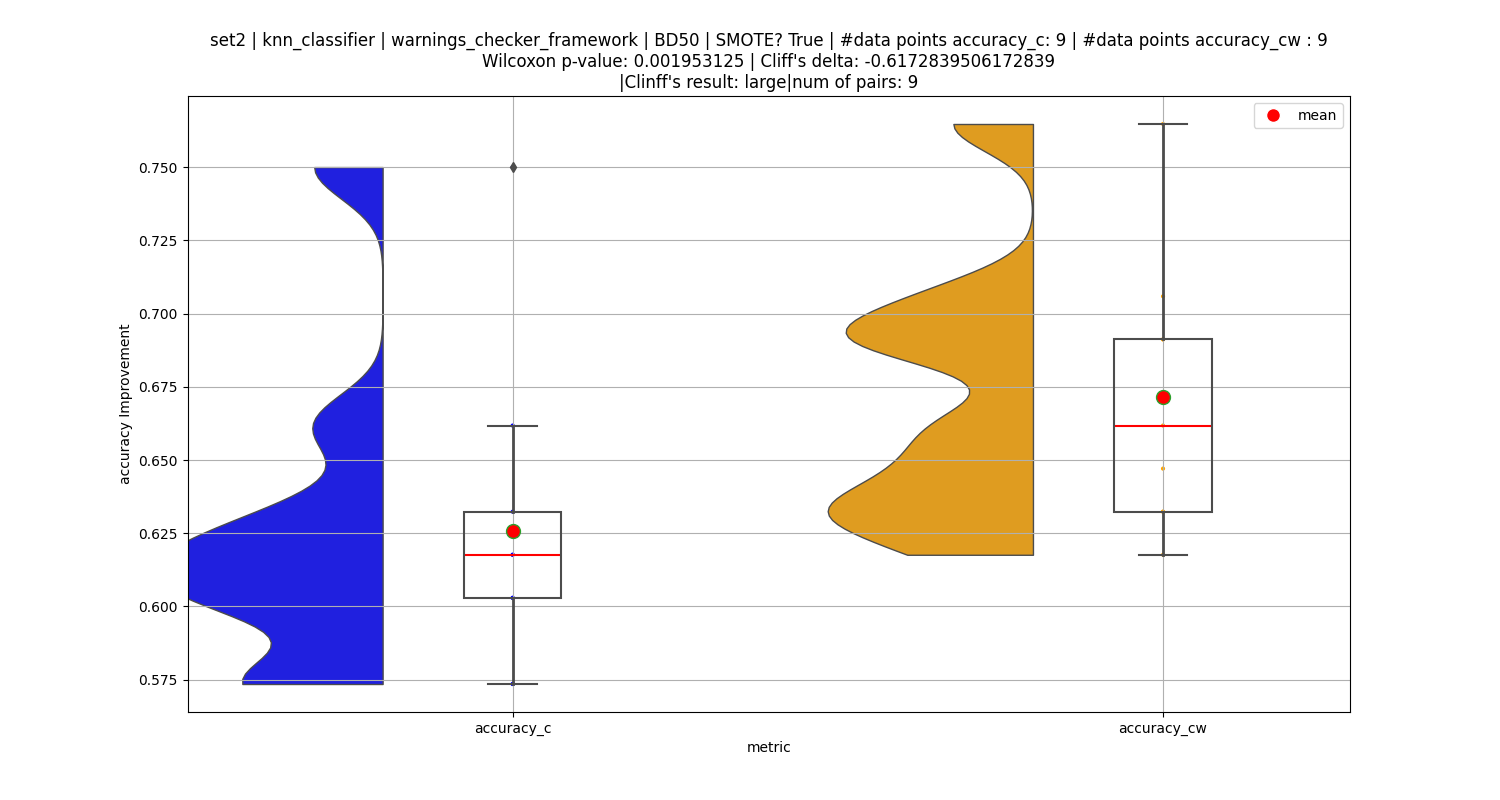 set2 | knn_classifier | warnings_checker_framework | BD50 | SMOTE? True | #data points accuracy_c: 9 | #data points accuracy_cw : 9
Wilcoxon p-value: 0.001953125 | Cliff's delta: -0.6172839506172839
|Clinff's result: large|num of pairs: 9
mean
0.750
0.725
0.700
0.675
0.650
0.625
0.600
0.575
accuracy Improvement
accuracy_c
accuracy_cw
metric